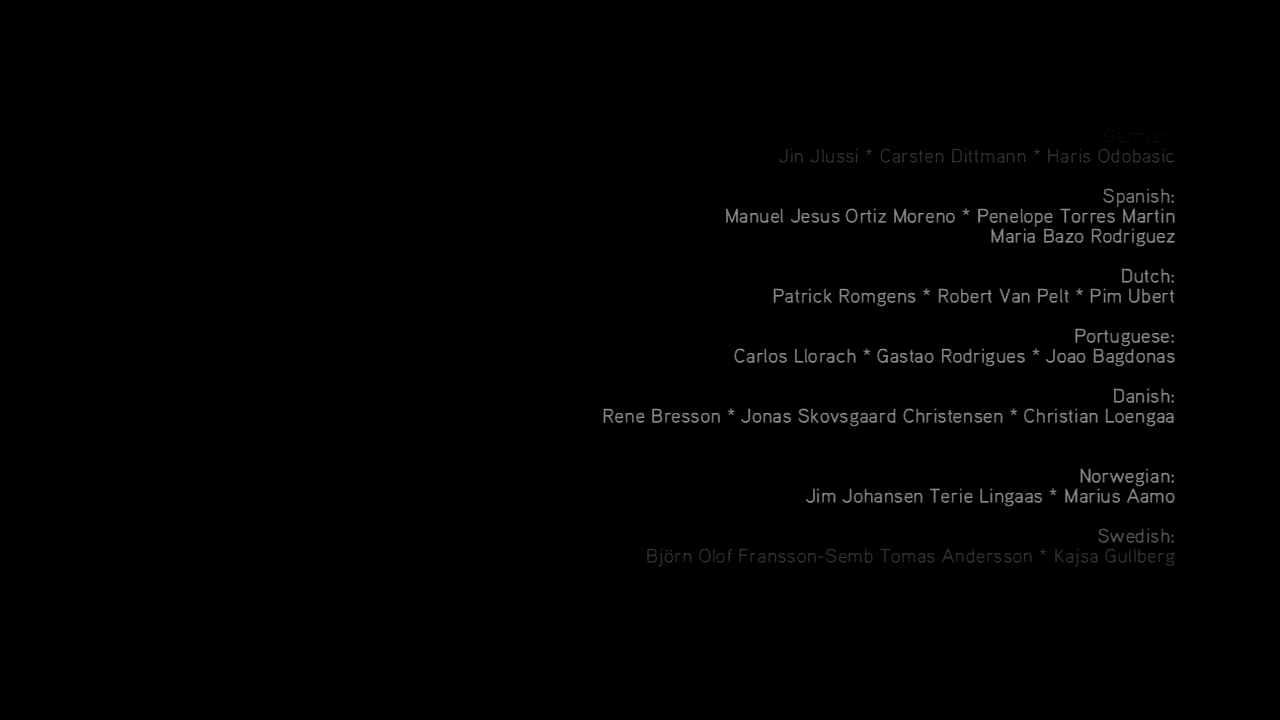 German:
Jin Jlussi * Carsten Dittmann * Haris Odobasic
Spanish:
Manuel Jesus Ortiz Moreno * Penelope Torres Martin
Maria Bazo Rodriguez
Dutch:
Patrick Romgens * Robert Van Pelt * Pim Ubert
Portuguese:
Carlos Llorach * Gastao Rodrigues * Joao Bagdonas
Danish:
Rene Bresson * Jonas Skovsgaard Christensen * Christian Loengaa
Norwegian:
Jim Johansen Terie Lingaas * Marius Aamo
Swedish:
Björn Olof Fransson-Semb Tomas Andersson * Kajsa Gullberg